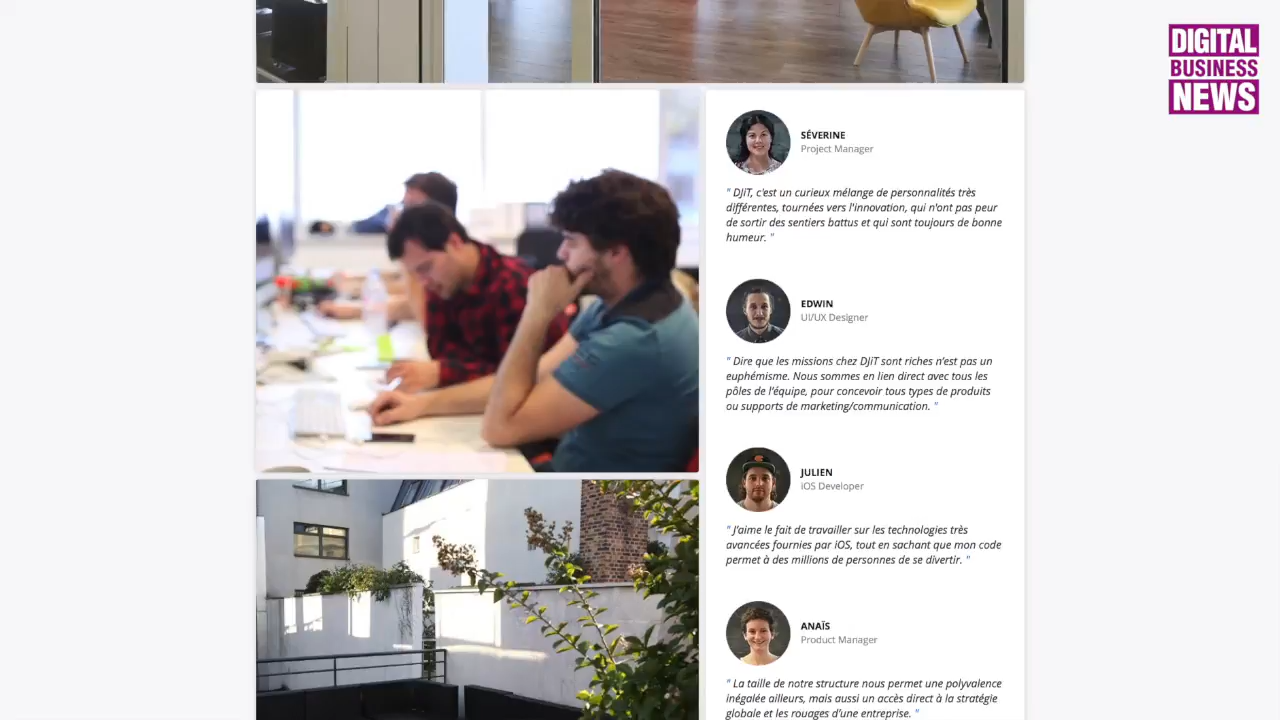 DIGITAL
BUSINESS
NEWS
SÉVERINE
Project Manager
" DJiT, c'est un curieux mélange de personnalités très
différentes, tournées vers l'innovation, qui n'ont pas peur
de sortir des sentiers battus et qui sont toujours de bonne
humeur. "
EDWIN
UI/UX Designer
" Dire que les missions chez DJiT sont riches n'est pas un
euphémisme. Nous sommes en lien direct avec tous les
pôles de l'équipe, pour concevoir tous types de produits
ou supports de marketing/communication. "
JULIEN
iOS Developer
" J'aime le fait de travailler sur les technologies très
avancées fournies par iOS, tout en sachant que mon code
permet à des millions de personnes de se divertir. "
ANAÏS
Product Manager
" La taille de notre structure nous permet une polyvalence
inégalée ailleurs, mais aussi un accès direct à la stratégie
globale et les rouages d'une entreprise. "